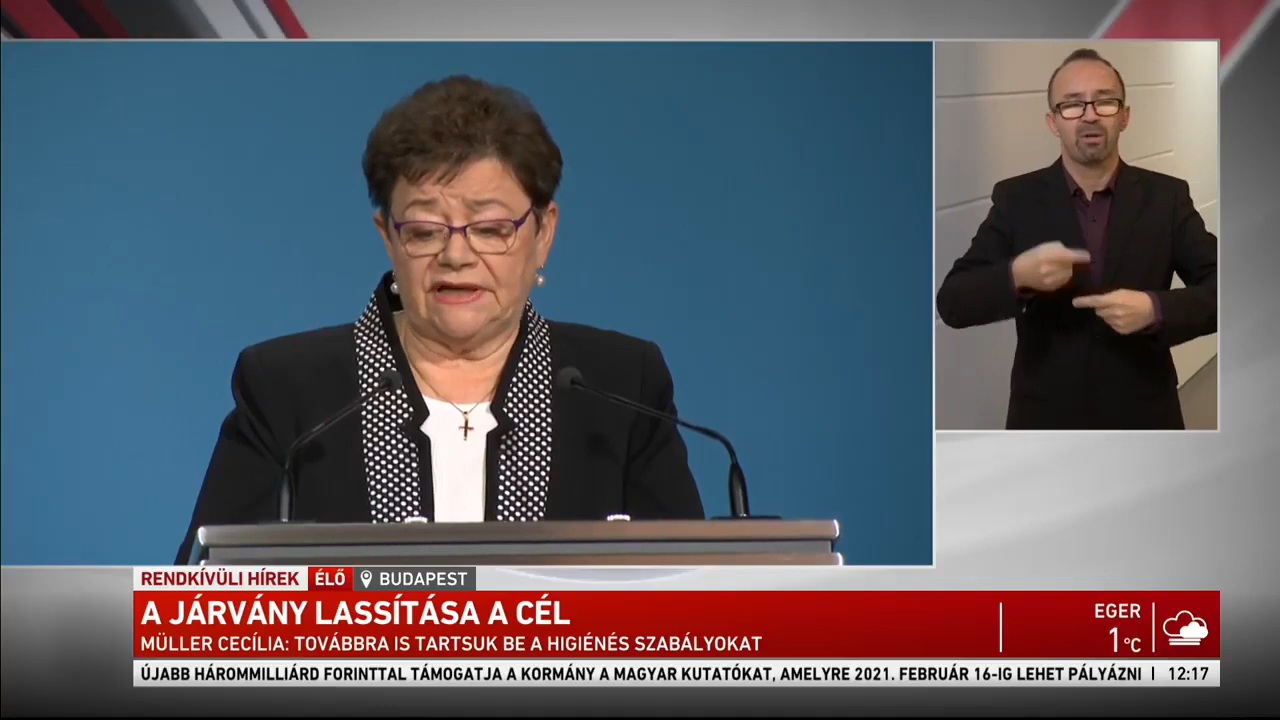 RENDKÍVÜLI HÍREK ÉLŐ BUDAPEST
A JÁRVÁNY LASSÍTÁSA A CÉL
MÜLLER CECÍLIA: TOVÁBBRA IS TARTSUK BE A HIGIÉNÉS SZABÁLYOKAT
EGER
1°C
ÚJABB HÁROMMILLIÁRD FORINTTAL TÁMOGATJA A KORMÁNY A MAGYAR KUTATÓKAT, AMELYRE 2021. FEBRUÁR 16-IG LEHET PÁLYÁZNI | 12:17